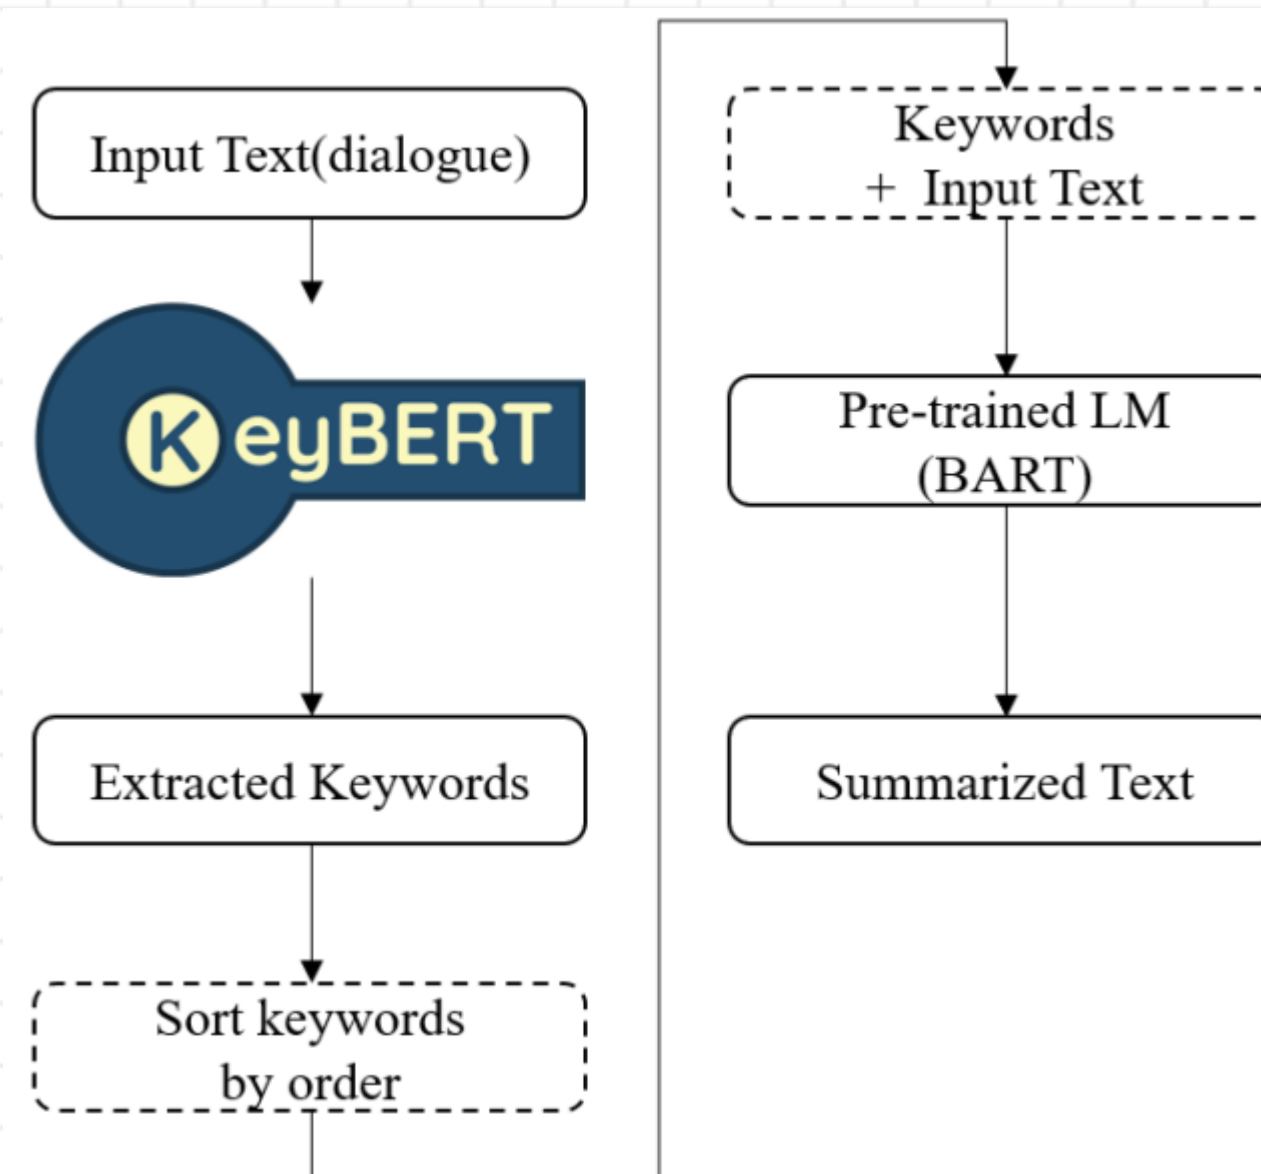 Input Text(dialogue)
KeyBERT
Extracted Keywords
Sort keywords
by order
Keywords
+ Input Text
Pre-trained LM
(BART)
Summarized Text